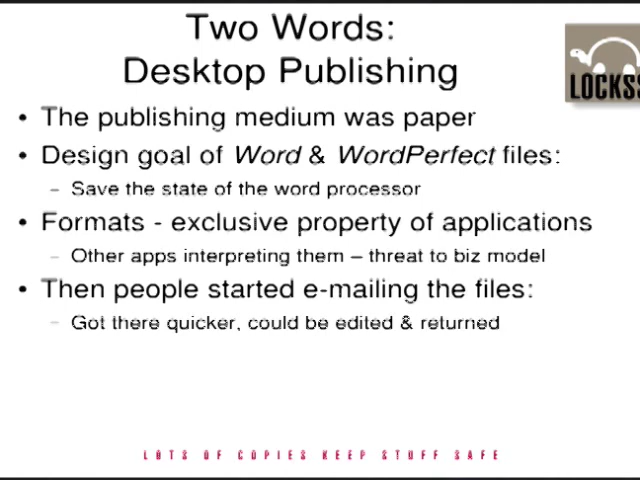 Two Words:
Desktop Publishing
LOCKSS
• The publishing medium was paper
• Design goal of Word & WordPerfect files:
– Save the state of the word processor
• Formats - exclusive property of applications
– Other apps interpreting them – threat to biz model
• Then people started e-mailing the files:
– Got there quicker, could be edited & returned
LOTS OF COPIES KEEP STUFF SAFE